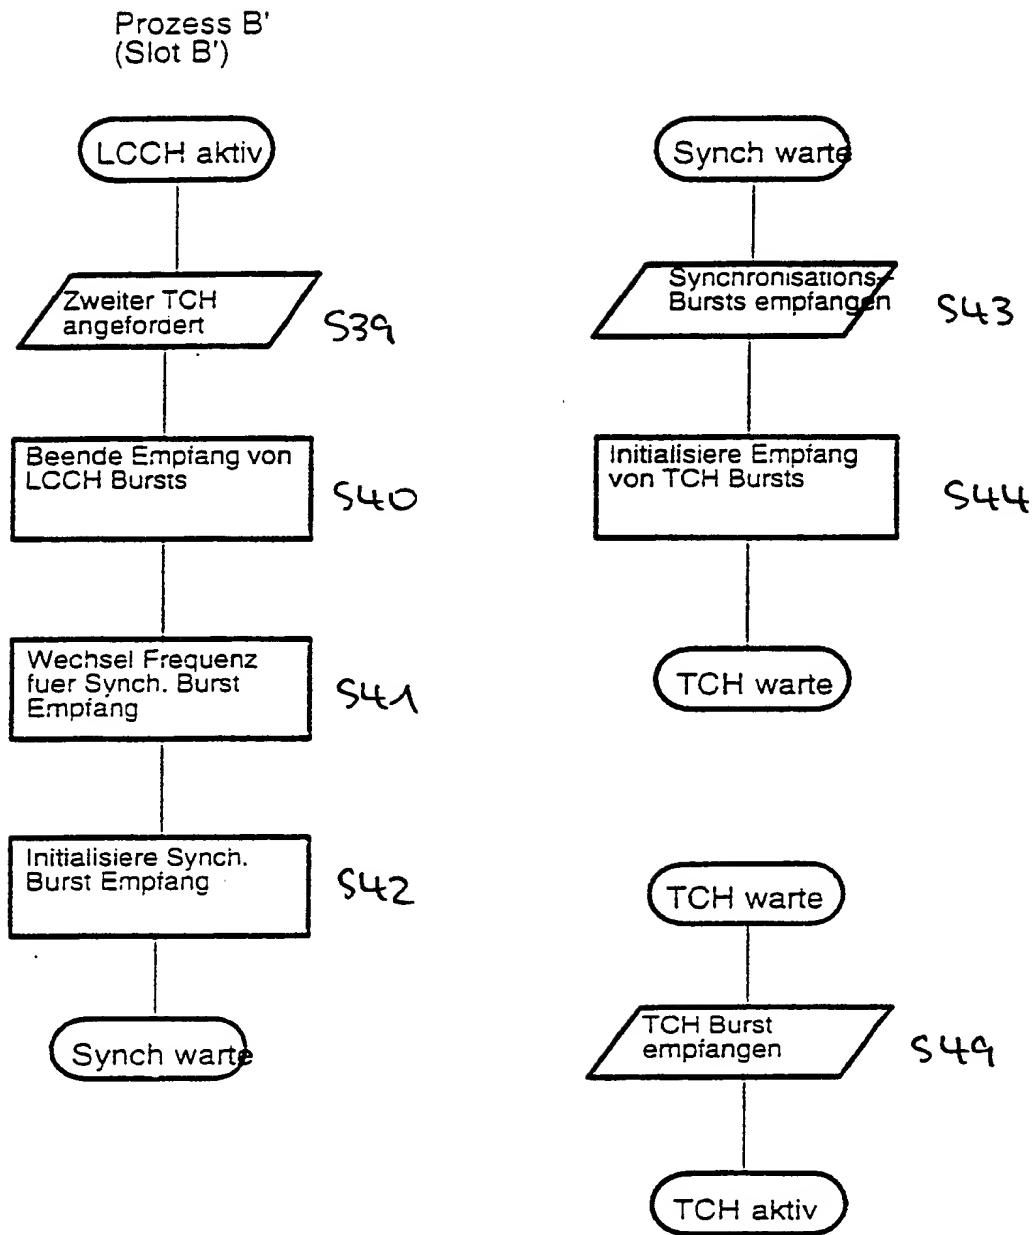 Prozess B'
(Slot B')
LCCH aktiv
Zweiter TCH
angefordert
S39
Beende Empfang von
LCCH Bursts
S40
Wechsel Frequenz
fuer Synch. Burst
Empfang
S41
Initialisiere Synch.
Burst Empfang
S42
Synch warte
Synch warte
Synchronisations-
Bursts empfangen
S43
Initialisiere Empfang
von TCH Bursts
S44
TCH warte
TCH warte
TCH Burst
empfangen
S49
TCH aktiv